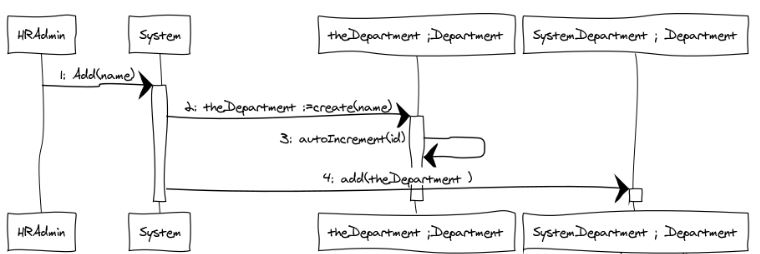 HRAdmin
System
theDepartment ;Department
SystemDepartment ; Department
1: Add(name)
2: theDepartment :=create(name)
3: autoIncrement(id)
4: add(theDepartment )
HRAdmin
System
theDepartment ;Department
SystemDepartment ; Department